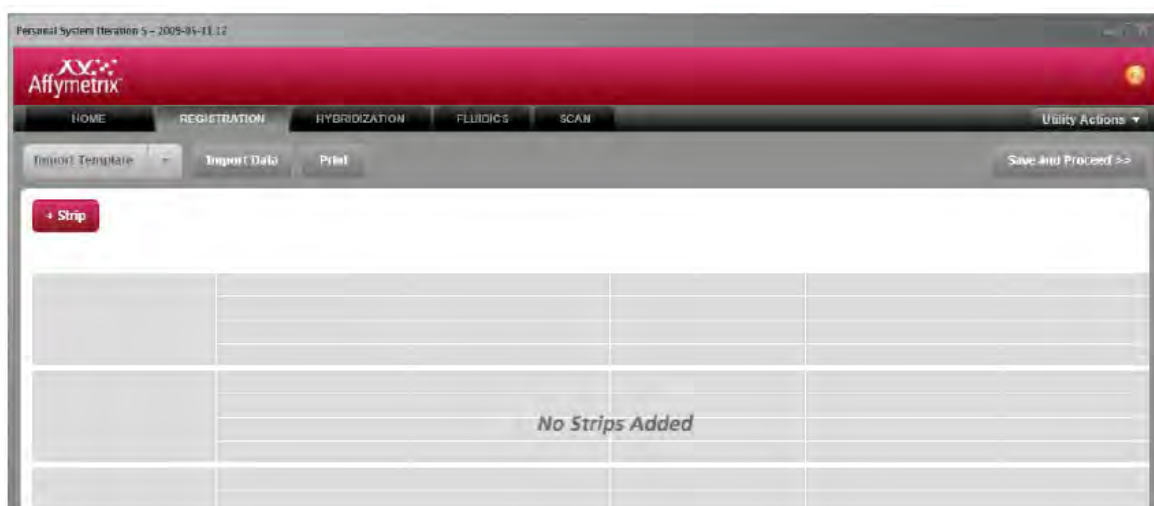 Personal System Iteration 5 - 2009-05-11.12
Affymetrix
HOME REGISTRATION HYBRIDIZATION FLUIDICS SCAN Utility Actions
Import Template Import Data Print Save and Proceed >>
+ Strip
No Strips Added